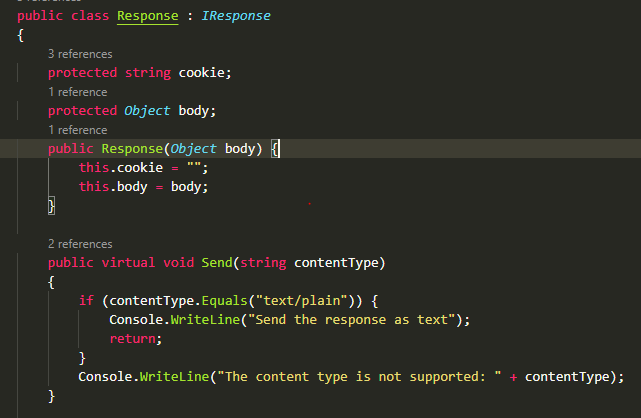 public class Response : IResponse
{
3 references
protected string cookie;
1 reference
protected Object body;
1 reference
public Response(Object body) {
this.cookie = "";
this.body = body;
}
2 references
public virtual void Send(string contentType)
{
if (contentType.Equals("text/plain")) {
Console.WriteLine("Send the response as text");
return;
}
Console.WriteLine("The content type is not supported: " + contentType);
}